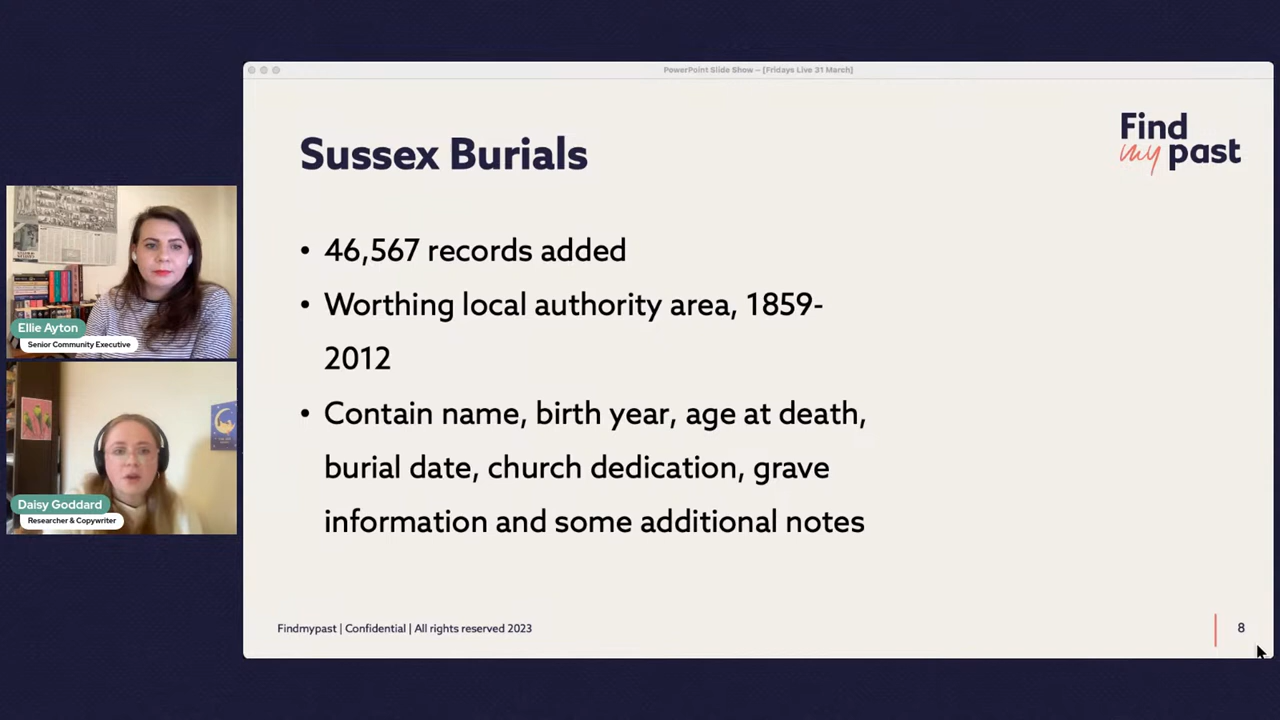 PowerPoint Slide Show – [Fridays Live 31 March]
Find
my past
Sussex Burials
• 46,567 records added
• Worthing local authority area, 1859-
2012
• Contain name, birth year, age at death,
burial date, church dedication, grave
information and some additional notes
Findmypast | Confidential | All rights reserved 2023
8
Ellie Ayton
Senior Community Executive
Daisy Goddard
Researcher & Copywriter